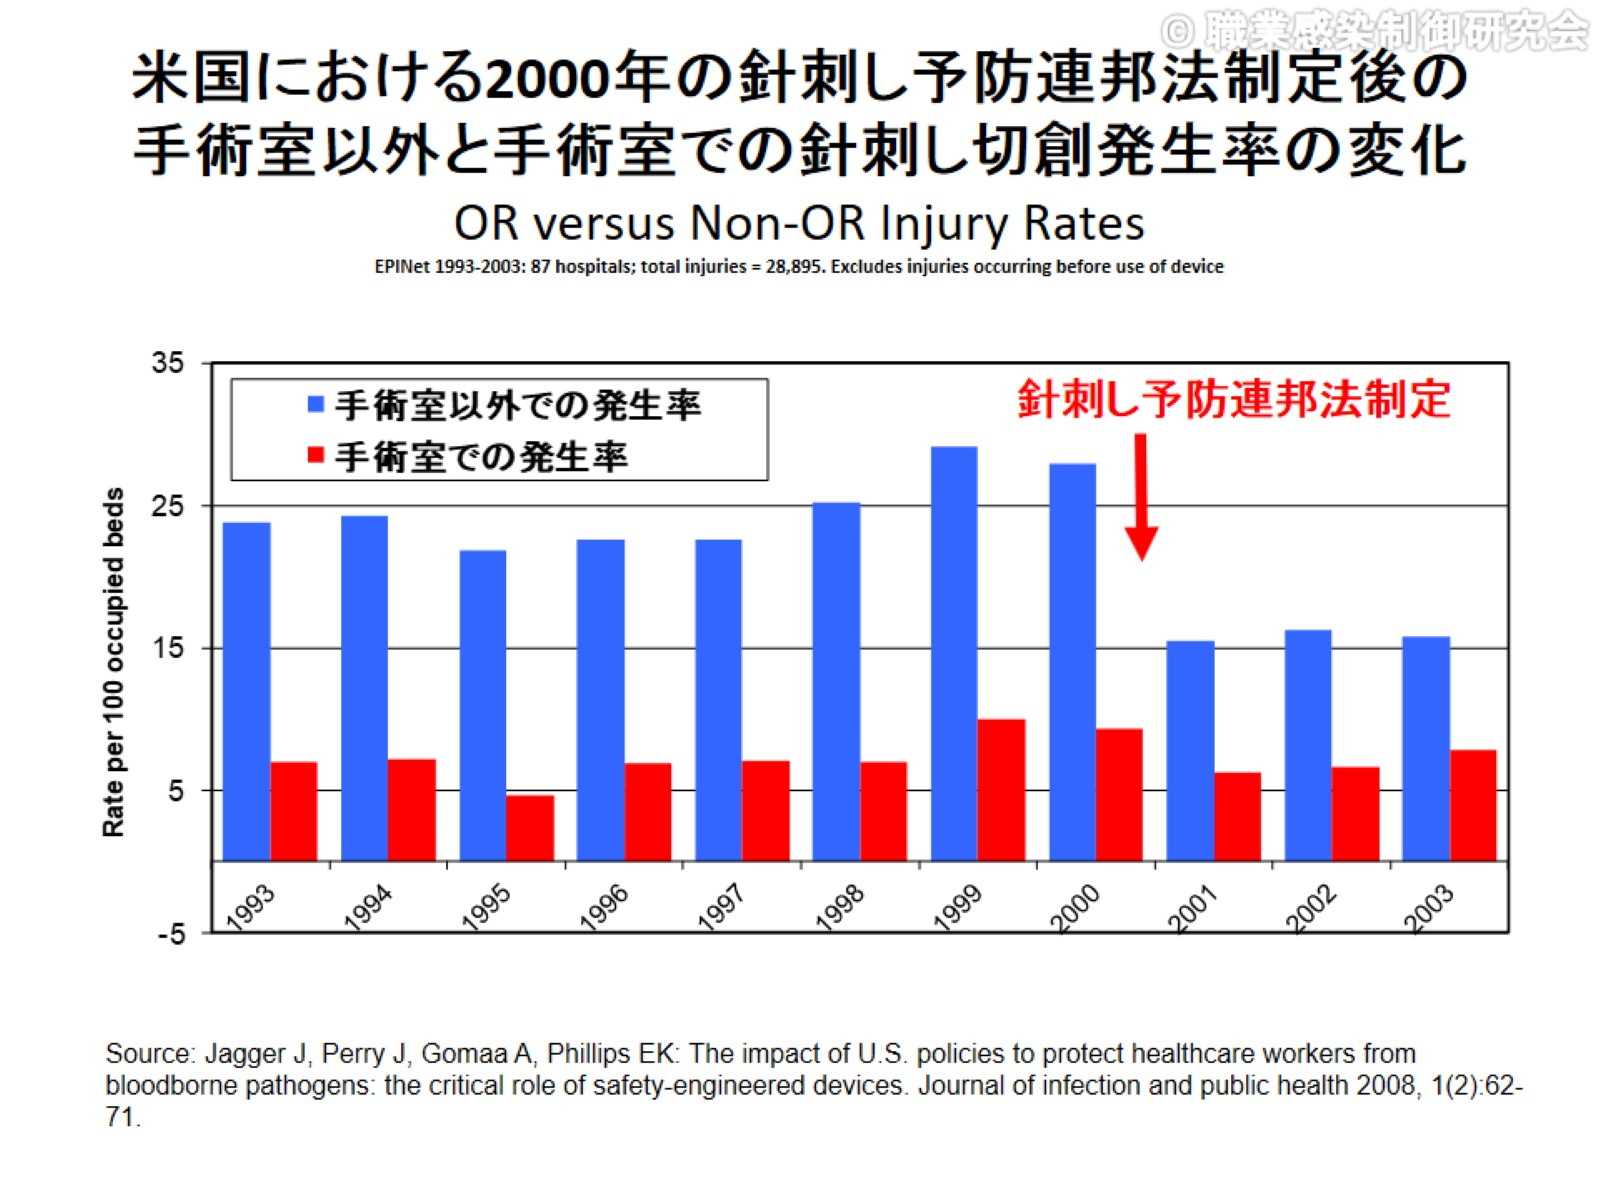 © 職業感染制御研究会
米国における2000年の針刺し予防連邦法制定後の
手術室以外と手術室での針刺し切創発生率の変化
OR versus Non-OR Injury Rates
EPINet 1993-2003: 87 hospitals; total injuries = 28,895. Excludes injuries occurring before use of device
35
25
15
5
-5
Rate per 100 occupied beds
手術室以外での発生率
手術室での発生率
針刺し予防連邦法制定
1993
1994
1995
1996
1997
1998
1999
2000
2001
2002
2003
Source: Jagger J, Perry J, Gomaa A, Phillips EK: The impact of U.S. policies to protect healthcare workers from
bloodborne pathogens: the critical role of safety-engineered devices. Journal of infection and public health 2008, 1(2):62-
71.